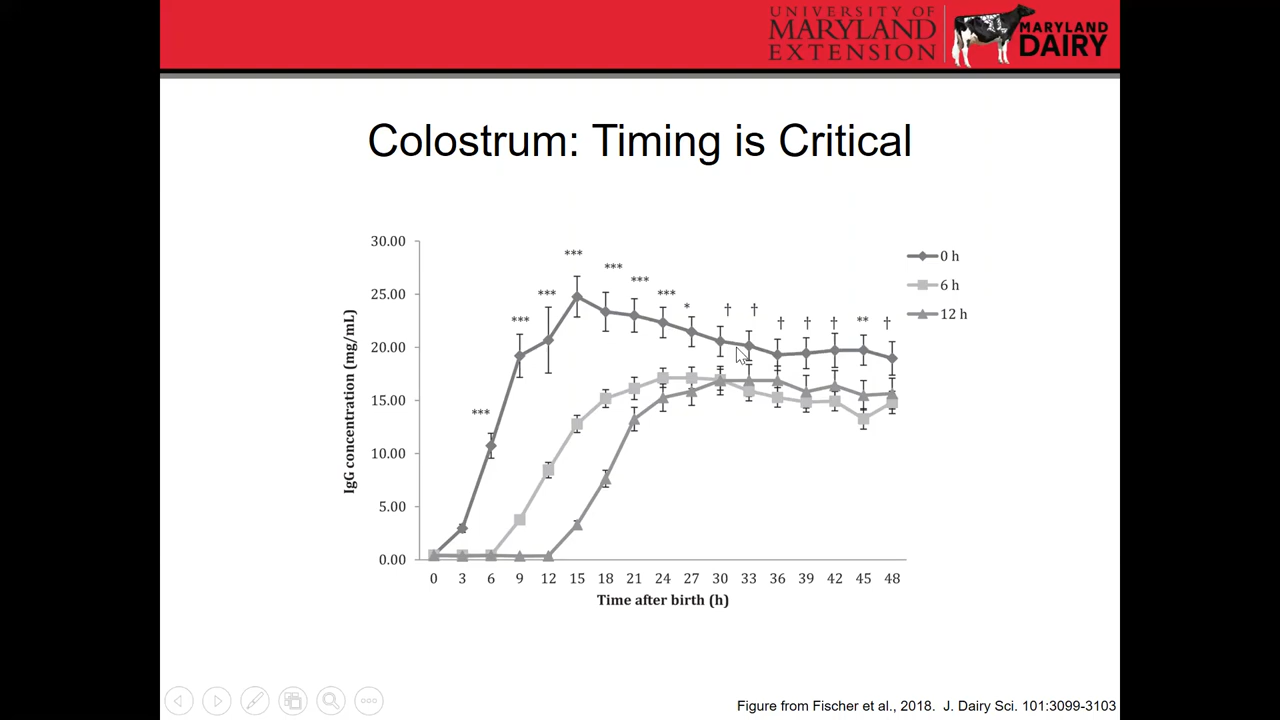 UNIVERSITY OF
MARYLAND
EXTENSION
MARYLAND
DAIRY
Colostrum: Timing is Critical
30.00
25.00
20.00
15.00
10.00
5.00
0.00
IgG concentration (mg/mL)
***
***
***
***
***
***
***
*
†
†
†
†
†
**
†
0 h
6 h
12 h
0 3 6 9 12 15 18 21 24 27 30 33 36 39 42 45 48
Time after birth (h)
Figure from Fischer et al., 2018. J. Dairy Sci. 101:3099-3103